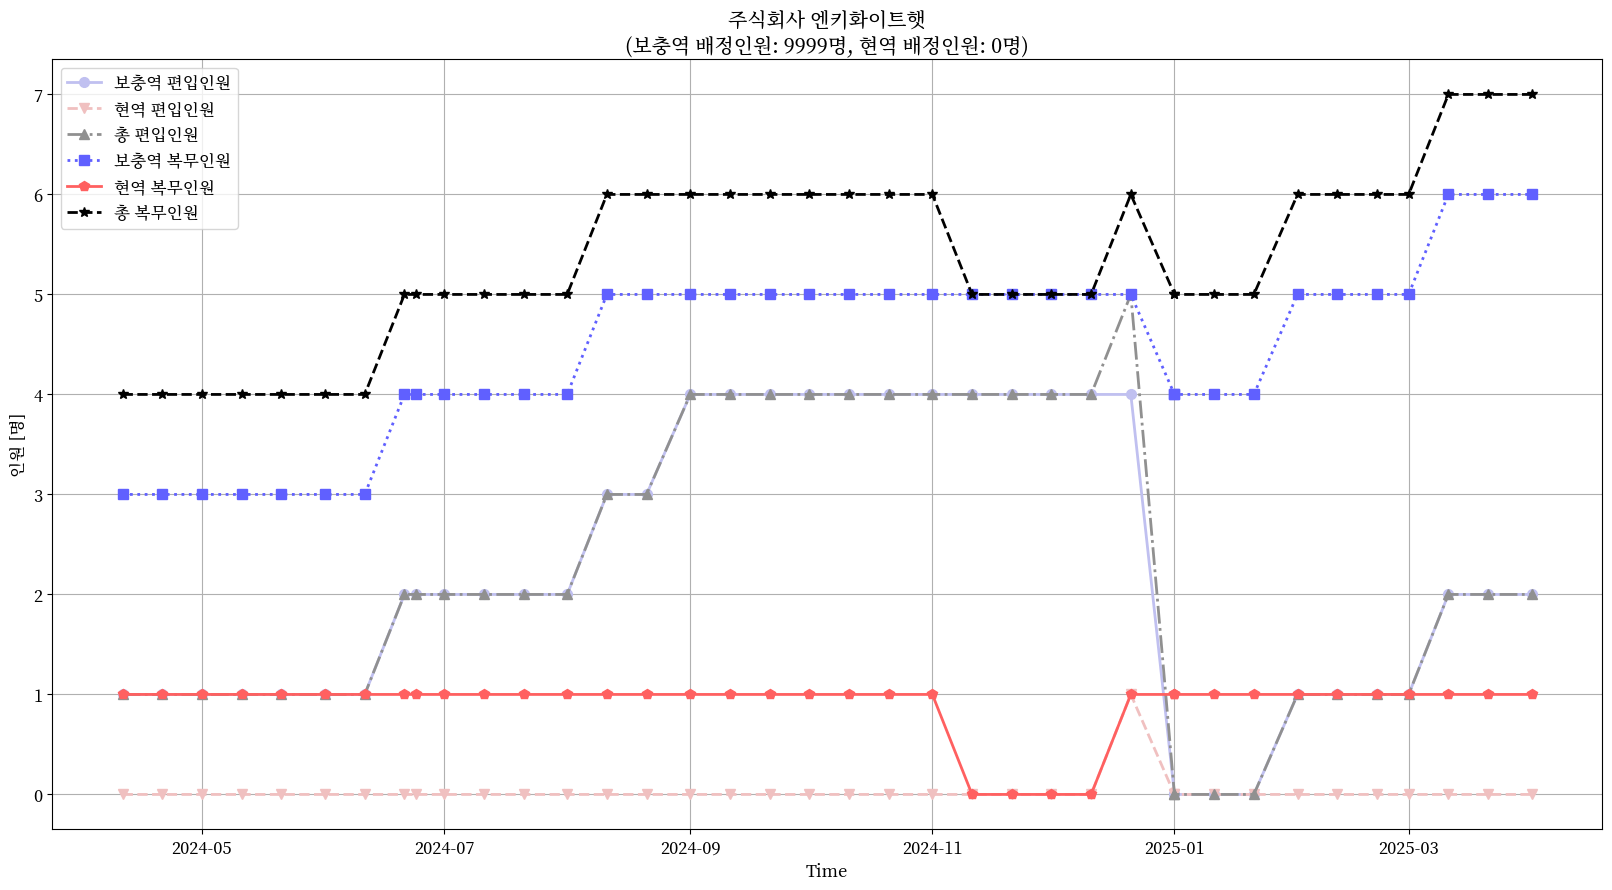 주식회사 엔키화이트햇
(보충역 배정인원: 9999명, 현역 배정인원: 0명)
보충역 편입인원
현역 편입인원
총 편입인원
보충역 복무인원
현역 복무인원
총 복무인원
7
6
5
4
3
2
1
0
인원 [명]
2024-05
2024-07
2024-09
2024-11
2025-01
2025-03
Time